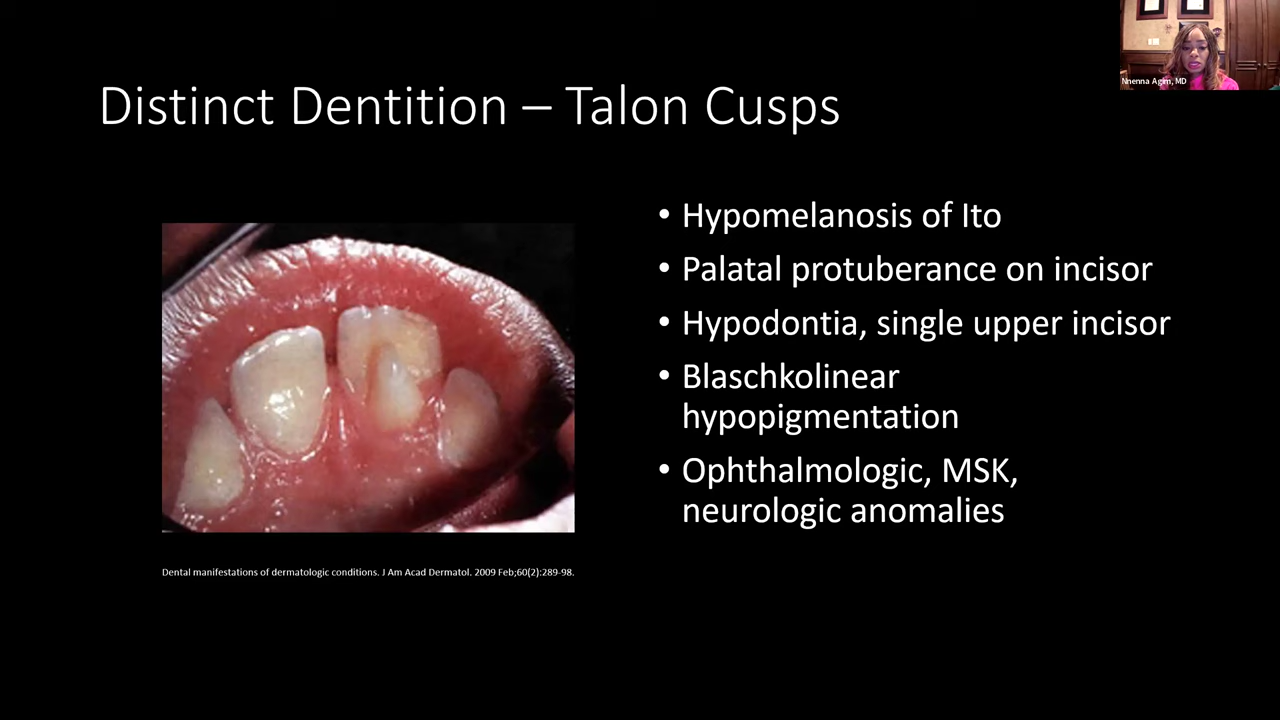 Nnenna Agim, MD
Distinct Dentition – Talon Cusps
• Hypomelanosis of Ito
• Palatal protuberance on incisor
• Hypodontia, single upper incisor
• Blaschkolinear
hypopigmentation
• Ophthalmologic, MSK,
neurologic anomalies
Dental manifestations of dermatologic conditions. J Am Acad Dermatol. 2009 Feb;60(2):289-98.